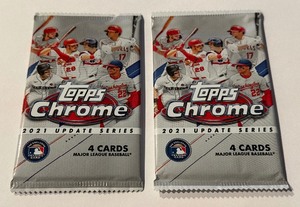 Topps
Chrome
2021 UPDATE SERIES
4 CARDS
MAJOR LEAGUE BASEBALL
Topps
Chrome
2021 UPDATE SERIES
4 CARDS
MAJOR LEAGUE BASEBALL